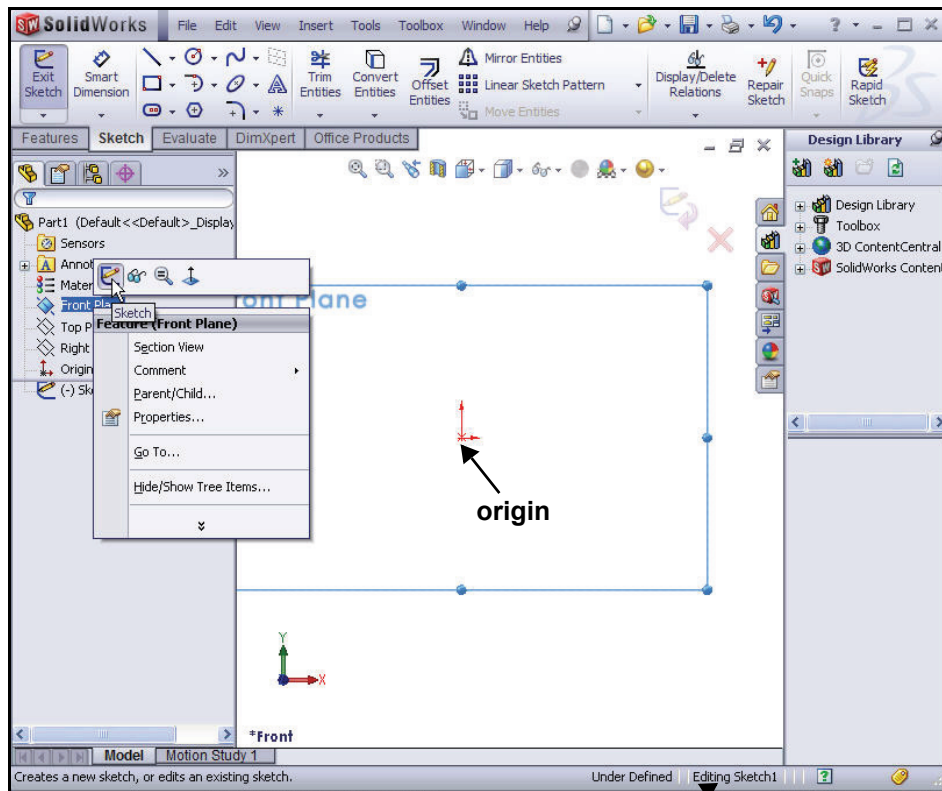 SolidWorks File Edit View Insert Tools Toolbox Window Help
Exit Sketch
Smart Dimension
Trim Entities
Convert Entities
Offset Entities
Mirror Entities
Linear Sketch Pattern
Move Entities
Display/Delete Relations
Repair Sketch
Quick Snaps
Rapid Sketch
Features Sketch Evaluate DimXpert Office Products
Design Library
Part1 (Default<<Default>_Display
Sensors
Annot
Mater
Front Pla
Top P
Right
Origin
(-) Sk
Sketch
Feature (Front Plane)
Section View
Comment
Parent/Child...
Properties...
Go To...
Hide/Show Tree Items...
ont Plane
origin
Y
X
*Front
Design Library
Toolbox
3D ContentCentral
SolidWorks Content
Model Motion Study 1
Creates a new sketch, or edits an existing sketch. Under Defined Editing Sketch1